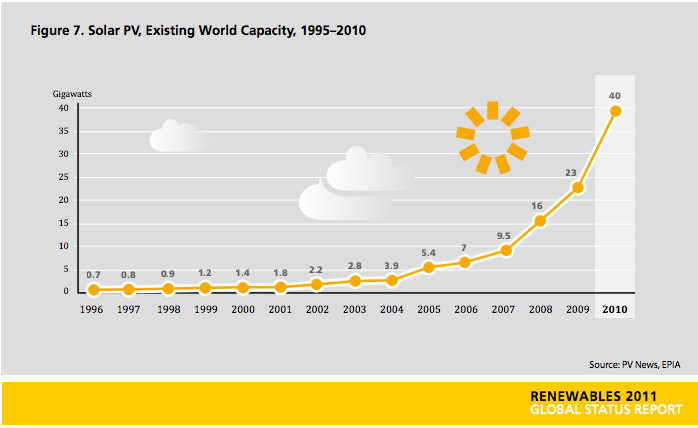 Figure 7. Solar PV, Existing World Capacity, 1995–2010
Gigawatts
40
35
30
25
20
15
10
5
0
0.7 0.8 0.9 1.2 1.4 1.8 2.2 2.8 3.9 5.4 7 9.5 16 23 40
1996 1997 1998 1999 2000 2001 2002 2003 2004 2005 2006 2007 2008 2009 2010
Source: PV News, EPIA
RENEWABLES 2011
GLOBAL STATUS REPORT